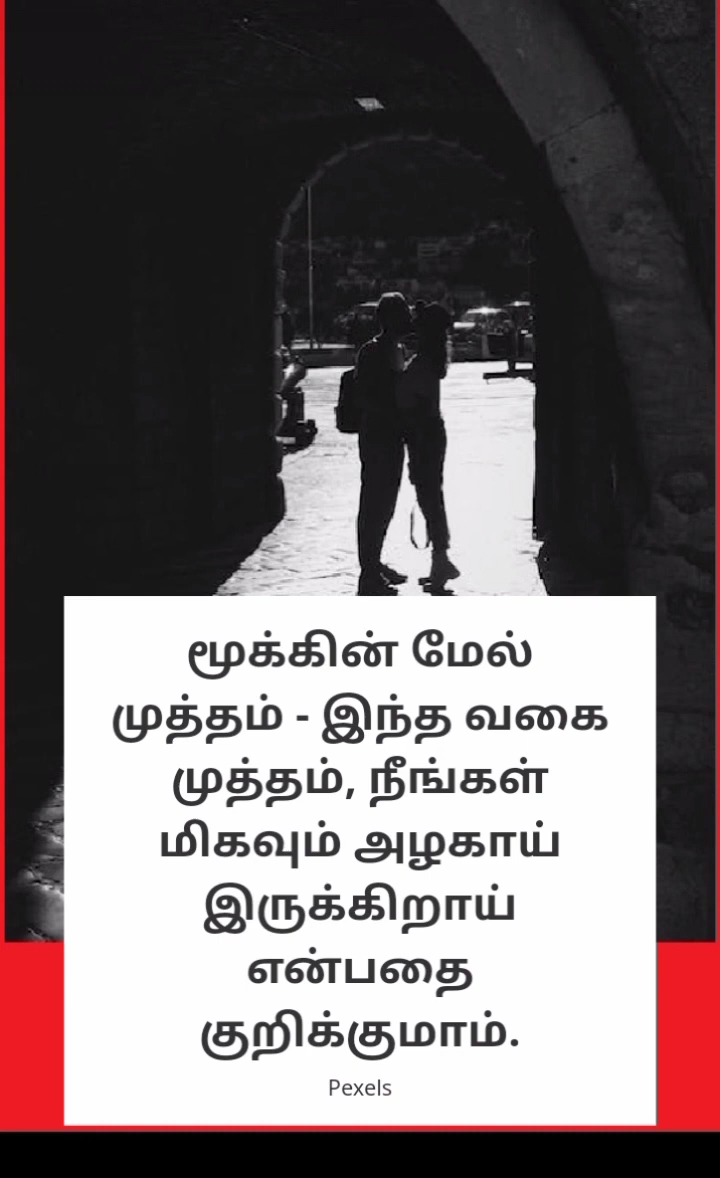 மூக்கின் மேல்
முத்தம் - இந்த வகை
முத்தம், நீங்கள்
மிகவும் அழகாய்
இருக்கிறாய்
என்பதை
குறிக்குமாம்.
Pexels